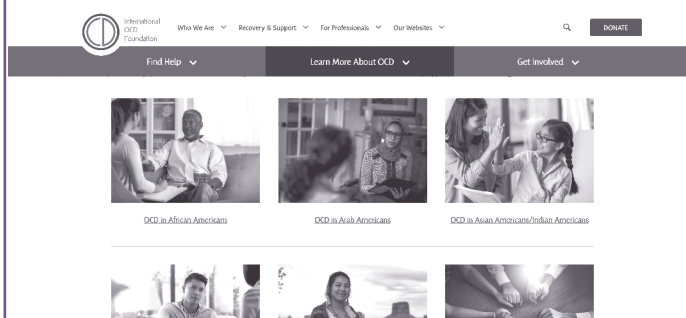 International
OCD
Foundation
Who We Are
Recovery & Support
For Professionals
Our Websites
DONATE
Find Help
Learn More About OCD
Get Involved
OCD in African Americans
OCD in Arab Americans
OCD in Asian Americans/Indian Americans